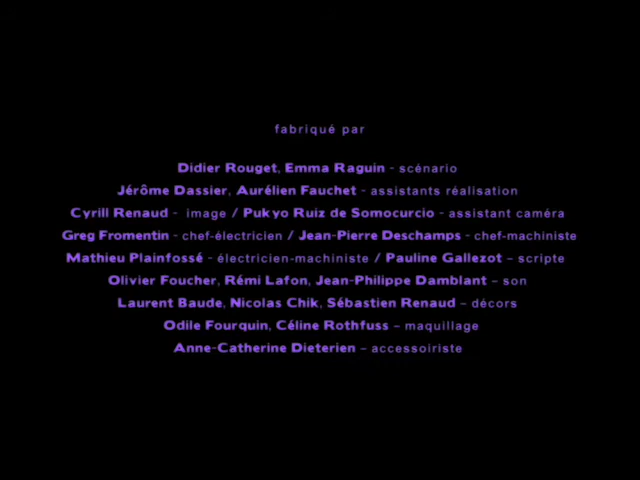 fabriqué par
Didier Rouget, Emma Raguin - scénario
Jérôme Dassier, Aurélien Fauchet - assistants réalisation
Cyrill Renaud - image / Pukyo Ruiz de Somocurcio - assistant caméra
Greg Fromentin - chef-électricien / Jean-Pierre Deschamps - chef-machiniste
Mathieu Plainfossé - électricien-machiniste / Pauline Gallezot – scripte
Olivier Foucher, Rémi Lafon, Jean-Philippe Damblant – son
Laurent Baude, Nicolas Chik, Sébastien Renaud – décors
Odile Fourquin, Céline Rothfuss – maquillage
Anne-Catherine Dieterien – accessoiriste